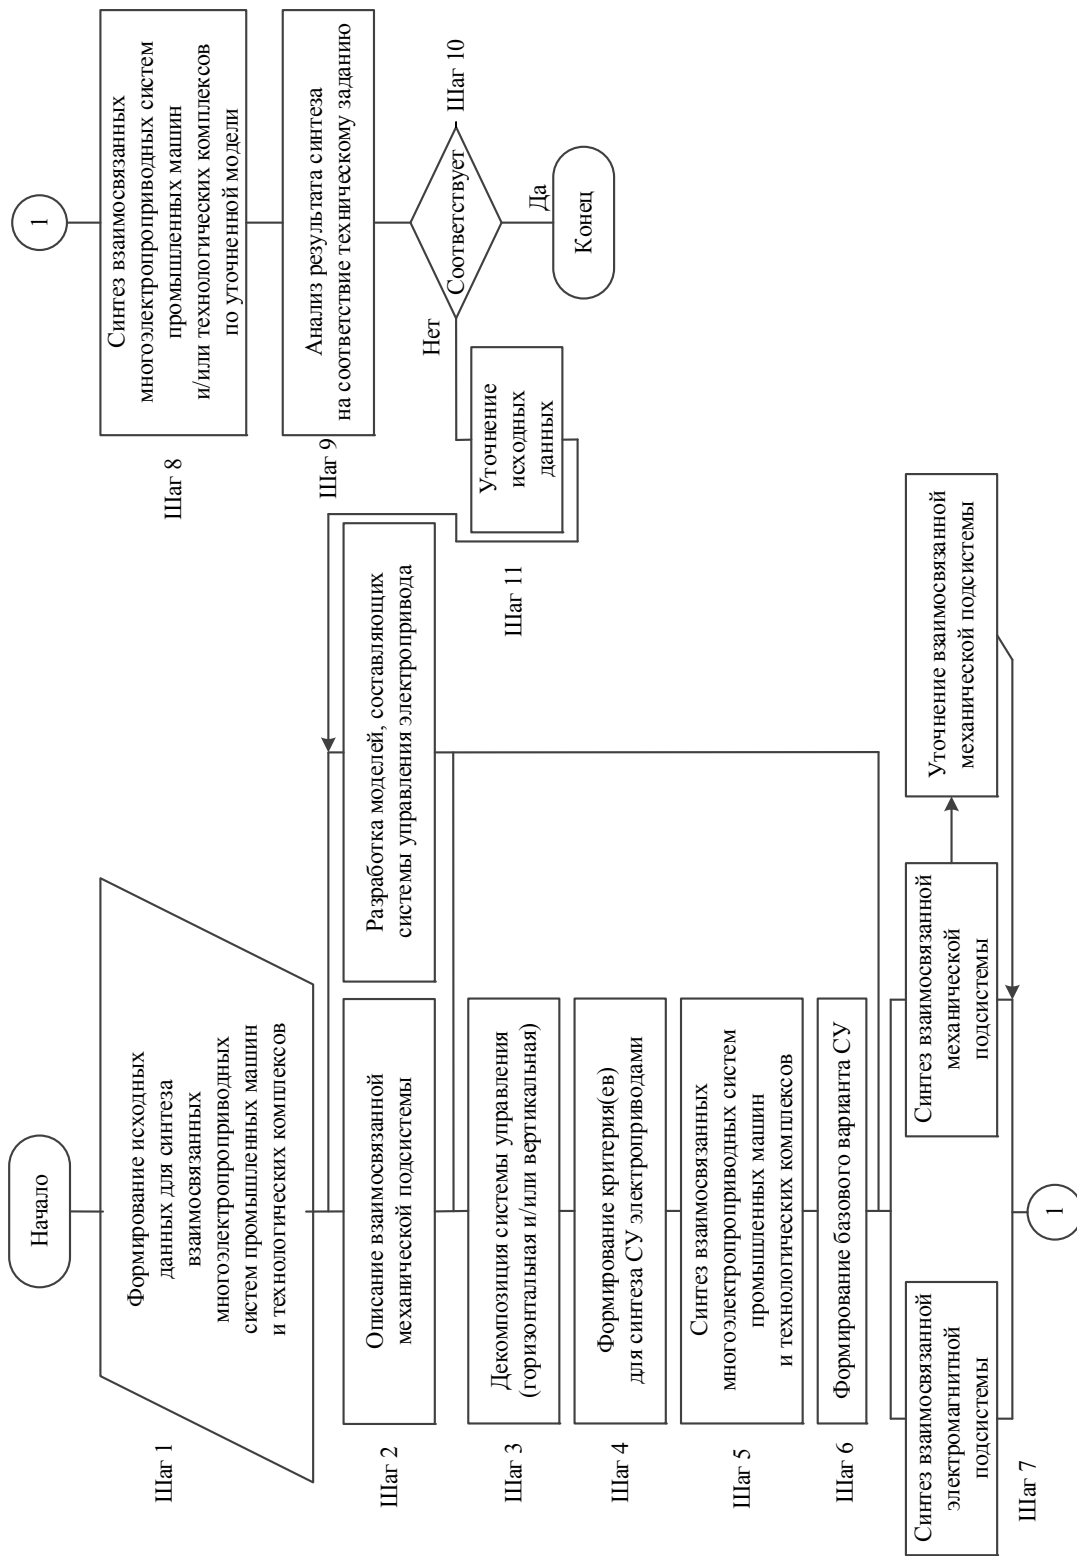 Начало
Шаг 1
Формирование исходных
данных для синтеза
взаимосвязанных
многоэлектроприводных
систем промышленных машин
и технологических комплексов
Шаг 2
Описание взаимосвязанной
механической подсистемы
Разработка моделей, составляющих
системы управления электропривода
Шаг 3
Декомпозиция системы управления
(горизонтальная и/или вертикальная)
Шаг 4
Формирование критерия(ев)
для синтеза СУ электроприводами
Шаг 5
Синтез взаимосвязанных
многоэлектроприводных систем
промышленных машин
и технологических комплексов
Шаг 6
Формирование базового варианта СУ
Шаг 7
Синтез взаимосвязанной
электромагнитной
подсистемы
Синтез взаимосвязанной
механической
подсистемы
Уточнение взаимосвязанной
механической подсистемы
1
1
Шаг 8
Синтез взаимосвязанных
многоэлектроприводных систем
промышленных машин
и/или технологических комплексов
по уточненной модели
Шаг 9
Анализ результата синтеза
на соответствие техническому заданию
Соответствует
Шаг 10
Нет
Да
Уточнение
исходных
данных
Шаг 11
Конец